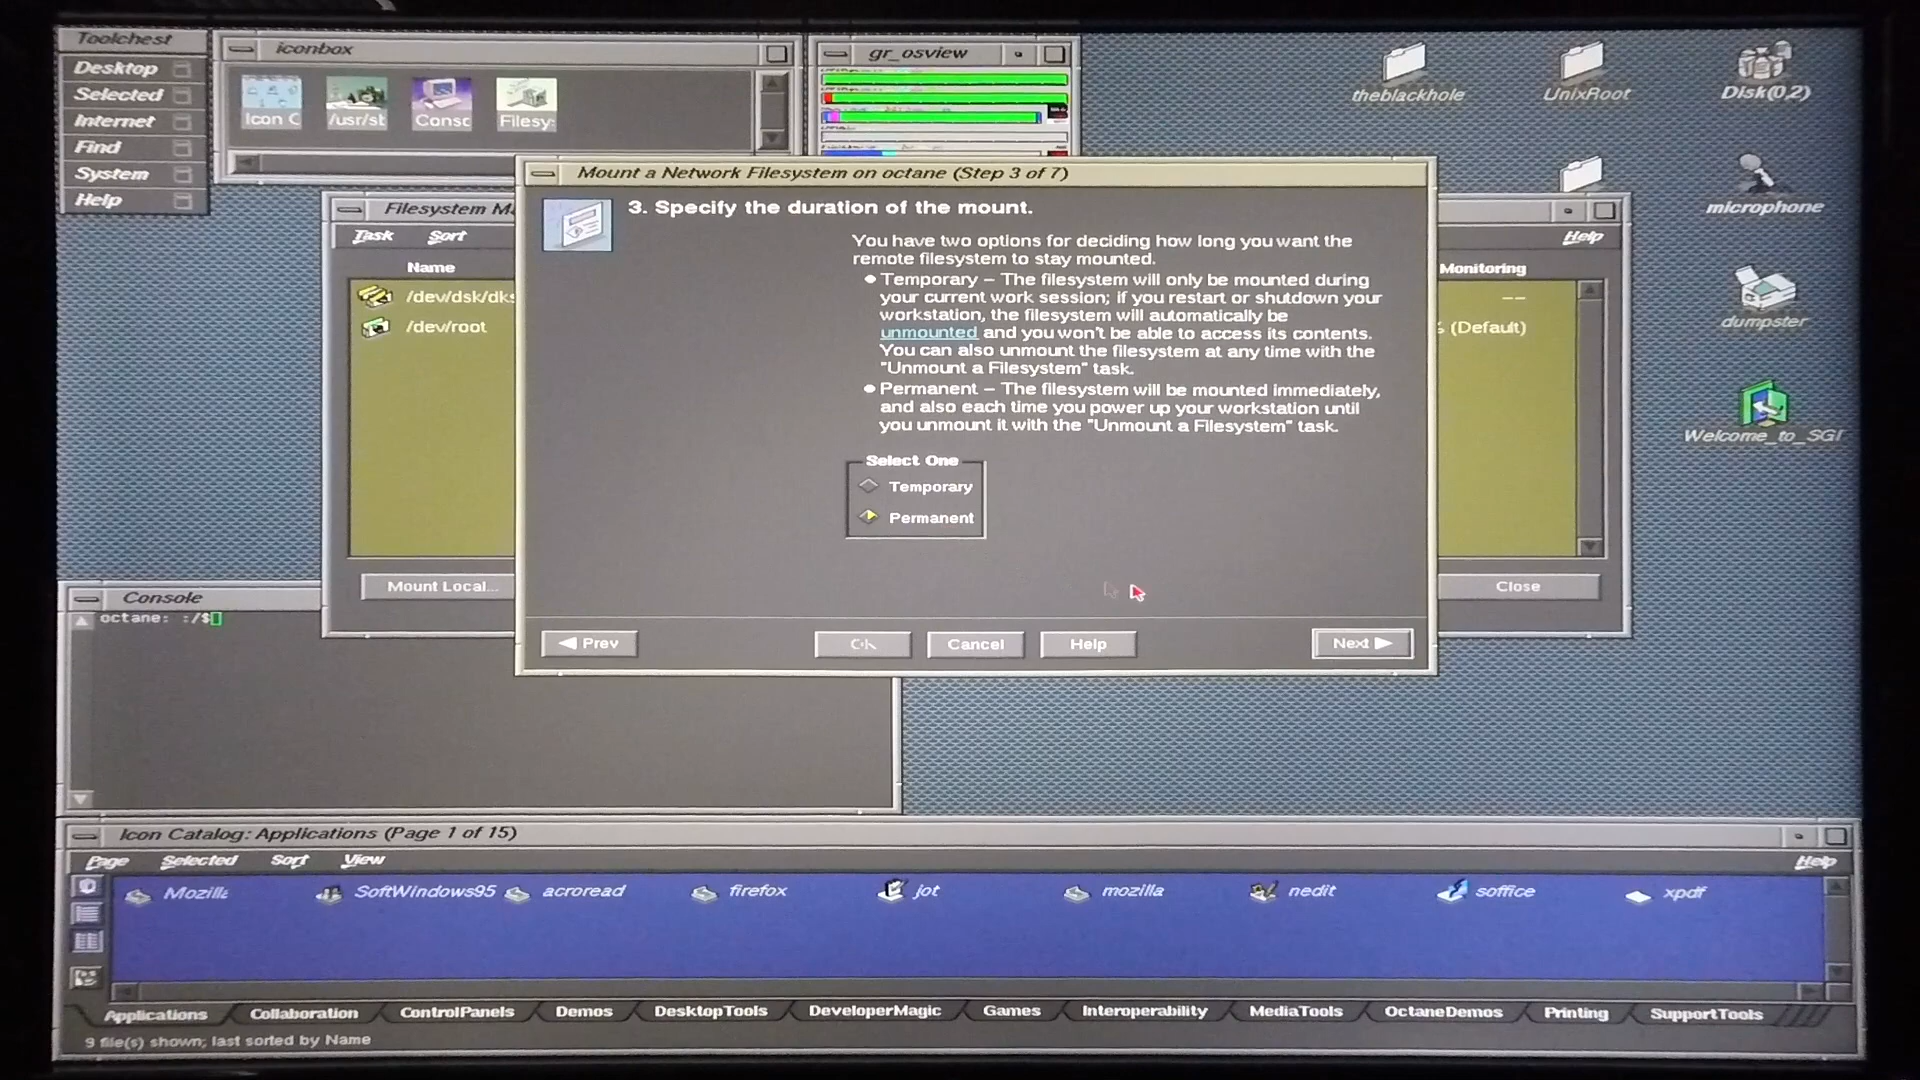 Toolchest
Desktop
Selected
Internet
Find
System
Help
iconbox
Icon C
/usr/sb
Consc
Filesy:
gr_osview
theblackhole
UnixRoot
Disk(0,2)
microphone
dumpster
Welcome_to_SGI
Filesystem M
Task
Sort
Help
Name
Monitoring
/dev/dsk/dks
--
/dev/root
% (Default)
Mount Local...
Close
Mount a Network Filesystem on octane (Step 3 of 7)
3. Specify the duration of the mount.
You have two options for deciding how long you want the
remote filesystem to stay mounted.
● Temporary – The filesystem will only be mounted during
your current work session; if you restart or shutdown your
workstation, the filesystem will automatically be
unmounted and you won't be able to access its contents.
You can also unmount the filesystem at any time with the
"Unmount a Filesystem" task.
● Permanent – The filesystem will be mounted immediately,
and also each time you power up your workstation until
you unmount it with the "Unmount a Filesystem" task.
Select One
Temporary
Permanent
Prev
OK
Cancel
Help
Next
Console
octane: :/$
Icon Catalog: Applications (Page 1 of 15)
Page
Selected
Sort
View
Help
Mozilla
SoftWindows95
acroread
firefox
jot
mozilla
nedit
soffice
xpdf
Applications
Collaboration
ControlPanels
Demos
DesktopTools
DeveloperMagic
Games
Interoperability
MediaTools
OctaneDemos
Printing
SupportTools
9 file(s) shown; last sorted by Name